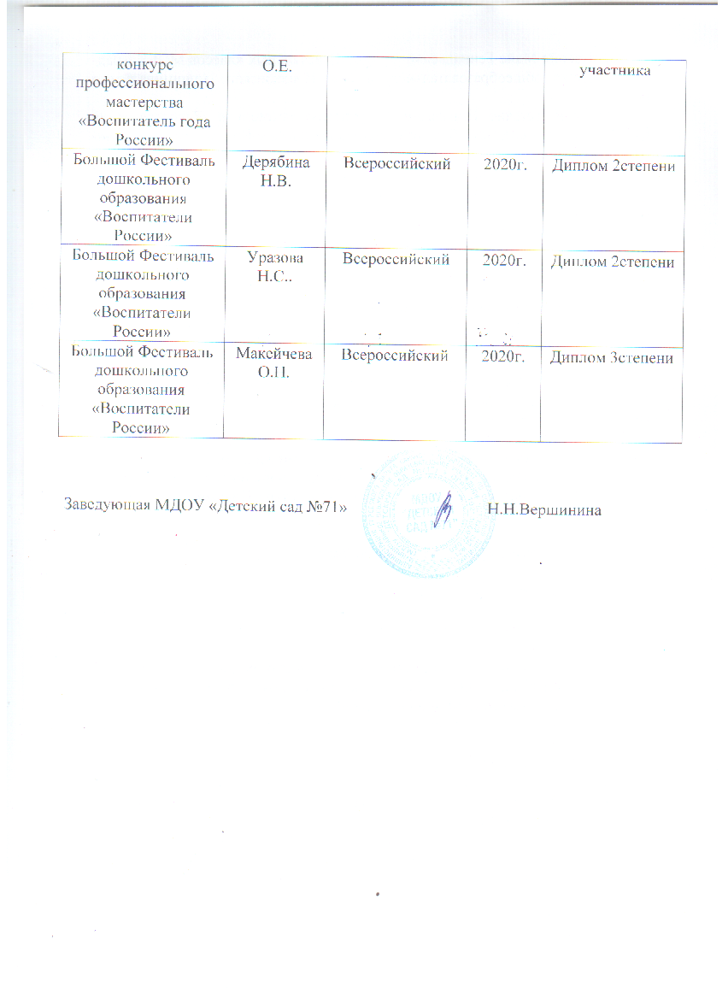 конкурс
профессионального
мастерства
«Воспитатель года
России»
О.Е.
участника
Большой Фестиваль
дошкольного
образования
«Воспитатели
России»
Дерябина
Н.В.
Всероссийский
2020г.
Диплом 2степени
Большой Фестиваль
дошкольного
образования
«Воспитатели
России»
Уразова
Н.С..
Всероссийский
2020г.
Диплом 2степени
Большой Фестиваль
дошкольного
образования
«Воспитатели
России»
Макейчева
О.П.
Всероссийский
2020г.
Диплом 3степени
Заведующая МДОУ «Детский сад №71»
Н.Н.Вершинина